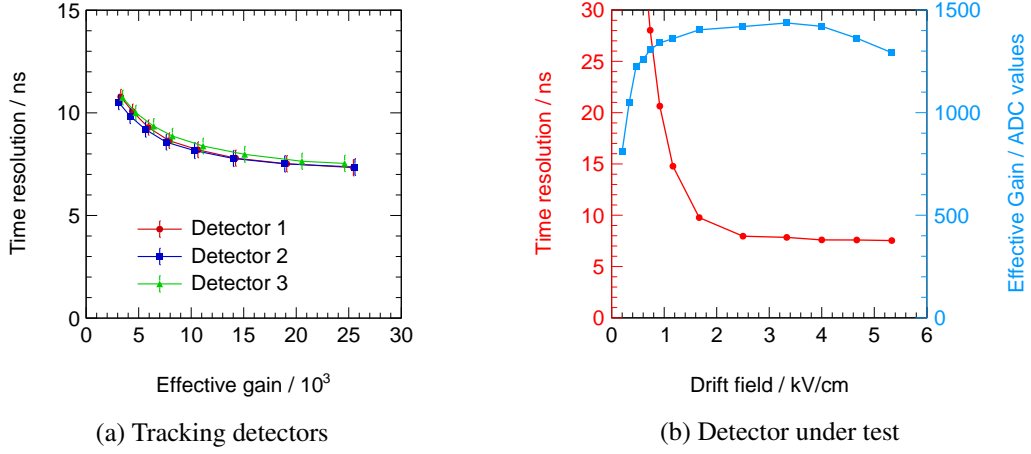 15
10
5
0
Time resolution / ns
Detector 1
Detector 2
Detector 3
0 5 10 15 20 25 30
Effective gain / 10³
(a) Tracking detectors
30
25
20
15
10
5
0
Time resolution / ns
1500
1000
500
0
Effective Gain / ADC values
0 1 2 3 4 5 6
Drift field / kV/cm
(b) Detector under test